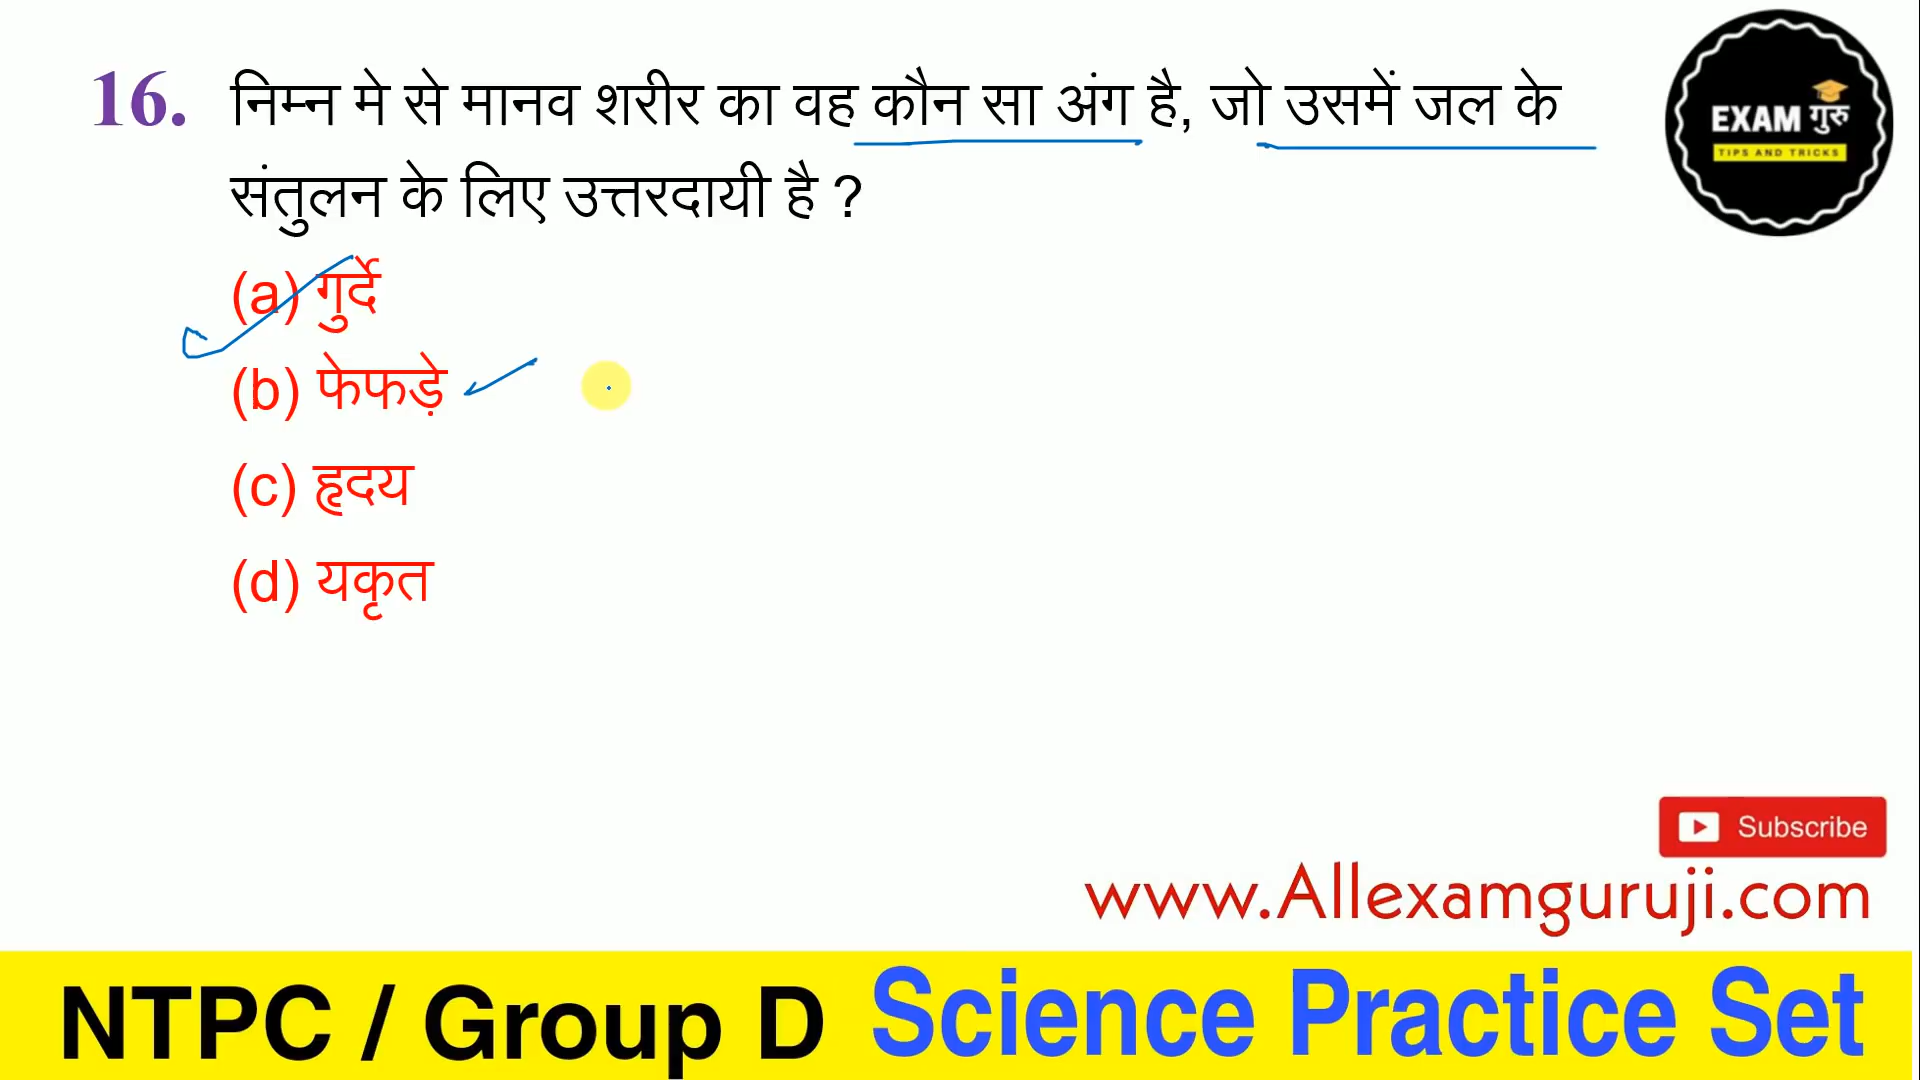 16. निम्न मे से मानव शरीर का वह कौन सा अंग है, जो उसमें जल के
संतुलन के लिए उत्तरदायी है ?
(a) गुर्दे
(b) फेफड़े
(c) हृदय
(d) यकृत
EXAM गुरु
TIPS AND TRICKS
Subscribe
www.Allexamguruji.com
NTPC / Group D Science Practice Set